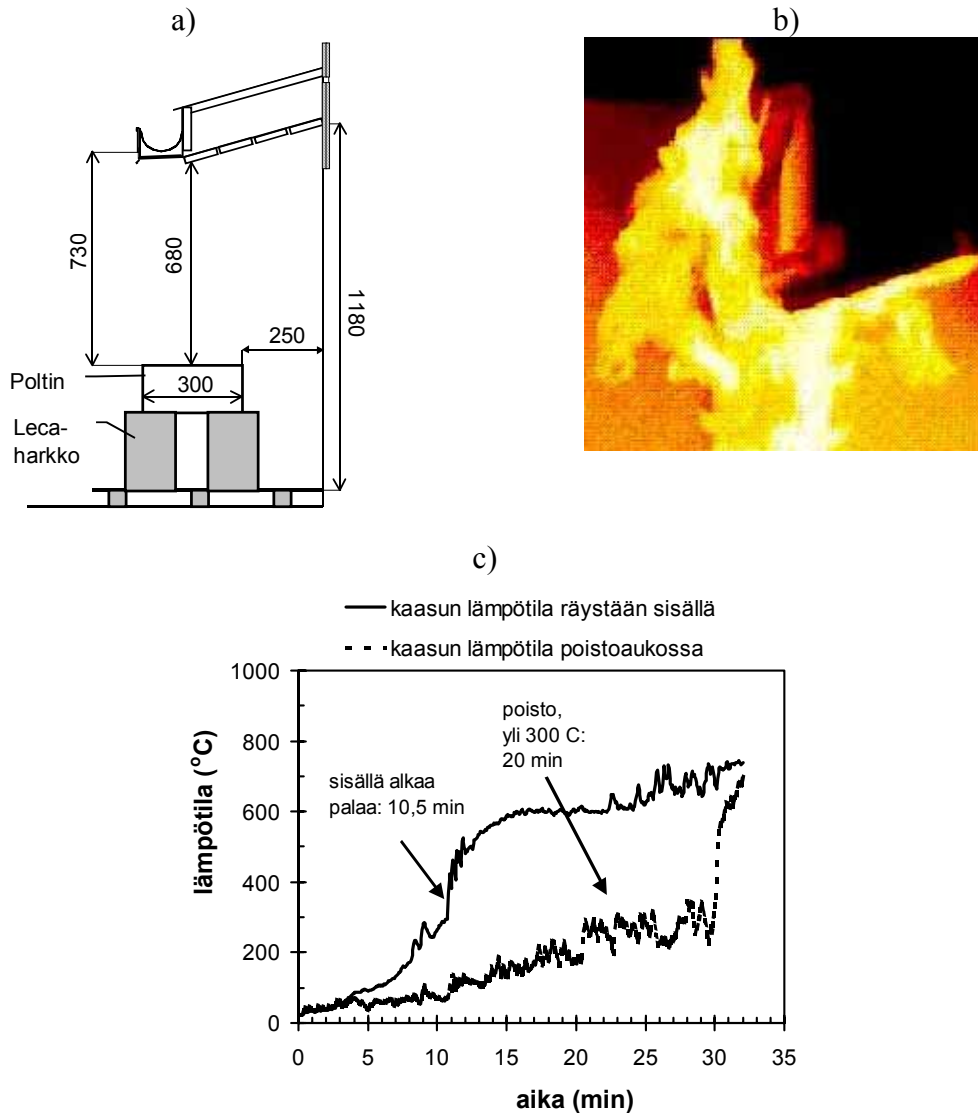 a)
b)
730
680
1180
250
Poltin
300
Leca-
harkko
c)
kaasun lämpötila räystään sisällä
kaasun lämpötila poistoaukossa
1000
800
600
400
200
0
lämpötila (°C)
sisällä alkaa
palaa: 10,5 min
poisto,
yli 300 C:
20 min
0 5 10 15 20 25 30 35
aika (min)